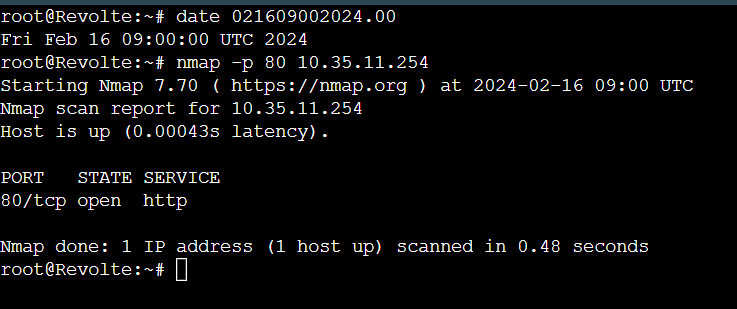 root@Revolte:~# date 021609002024.00
Fri Feb 16 09:00:00 UTC 2024
root@Revolte:~# nmap -p 80 10.35.11.254
Starting Nmap 7.70 ( https://nmap.org ) at 2024-02-16 09:00 UTC
Nmap scan report for 10.35.11.254
Host is up (0.00043s latency).
PORT   STATE SERVICE
80/tcp open  http
Nmap done: 1 IP address (1 host up) scanned in 0.48 seconds
root@Revolte:~#